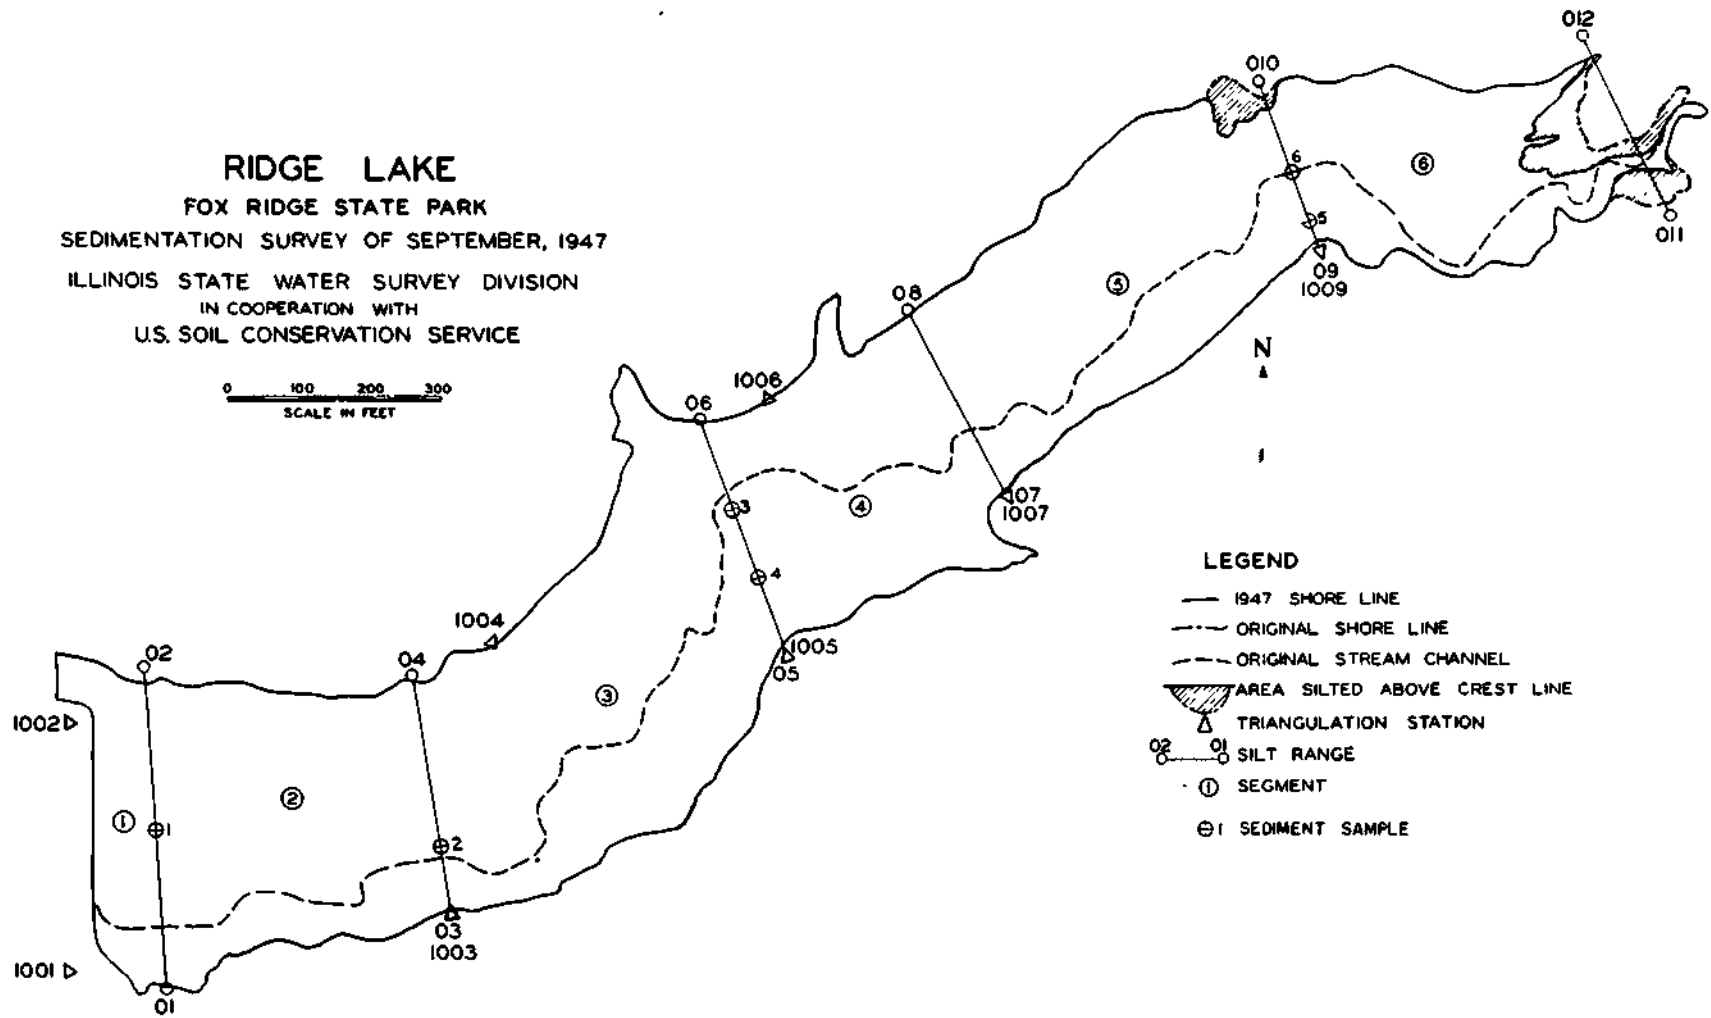 RIDGE LAKE
FOX RIDGE STATE PARK
SEDIMENTATION SURVEY OF SEPTEMBER, 1947
ILLINOIS STATE WATER SURVEY DIVISION
IN COOPERATION WITH
U.S. SOIL CONSERVATION SERVICE
0 100 200 300
SCALE IN FEET
012
010
6
6
5
011
09
1009
5
08
N
1006
06
107
1007
3
4
4
1004
1005
05
02
04
3
1002
2
1
1
2
03
1003
1001
01
LEGEND
1947 SHORE LINE
ORIGINAL SHORE LINE
ORIGINAL STREAM CHANNEL
AREA SILTED ABOVE CREST LINE
TRIANGULATION STATION
02 01 SILT RANGE
1 SEGMENT
1 SEDIMENT SAMPLE